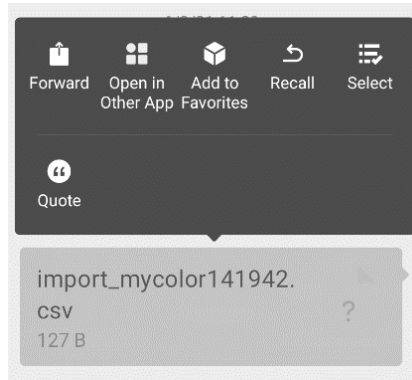 Forward
Open in
Other App
Add to
Favorites
Recall
Select
Quote
import_mycolor141942.
csv
127 B
?